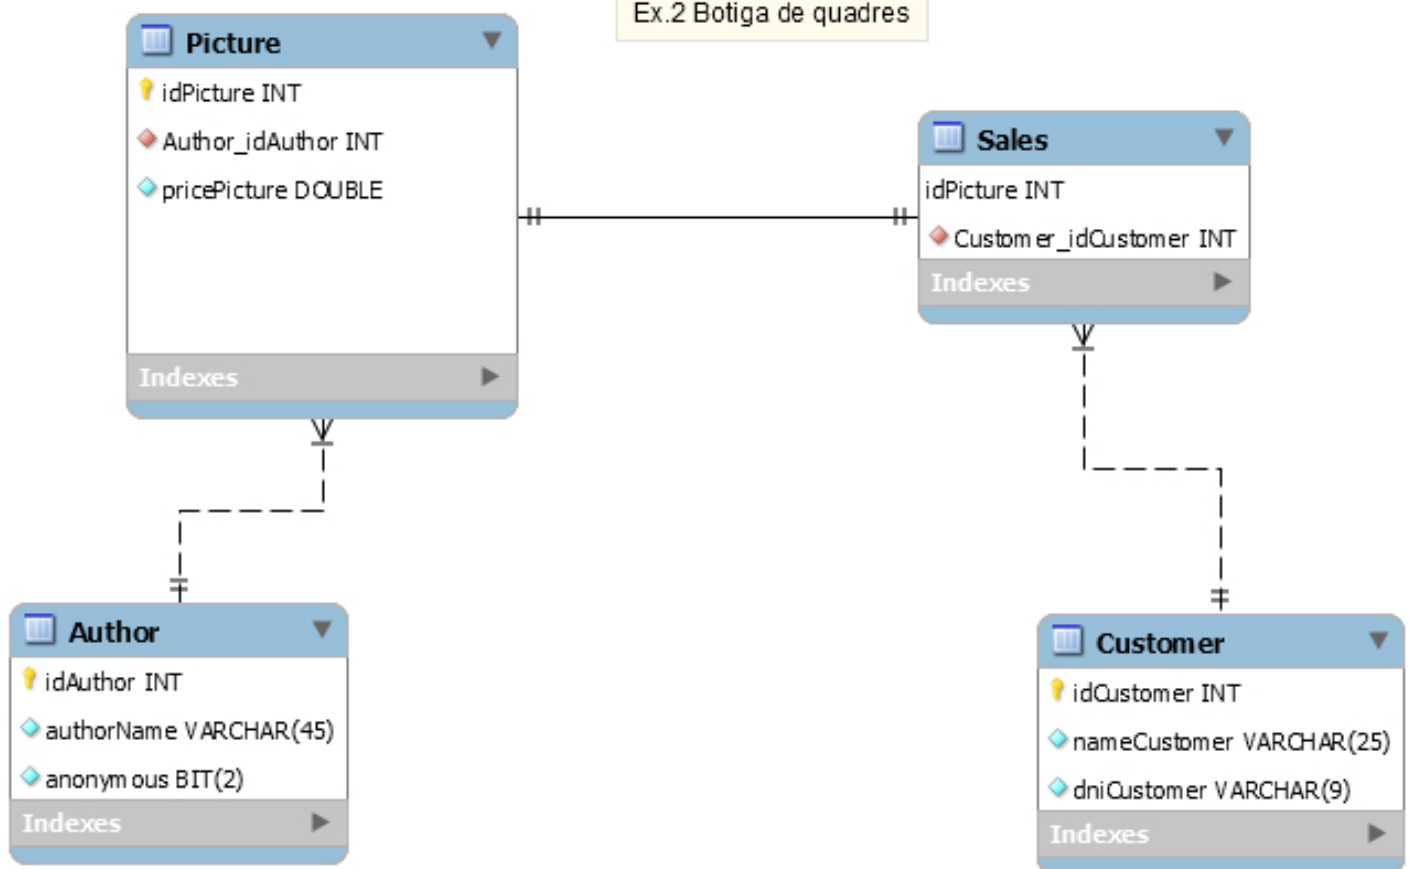 Ex.2 Botiga de quadres
Picture
idPicture INT
Author_idAuthor INT
pricePicture DOUBLE
Indexes
Sales
idPicture INT
Customer_idCustomer INT
Indexes
Author
idAuthor INT
authorName VARCHAR(45)
anonymous BIT(2)
Indexes
Customer
idCustomer INT
nameCustomer VARCHAR(25)
dniCustomer VARCHAR(9)
Indexes